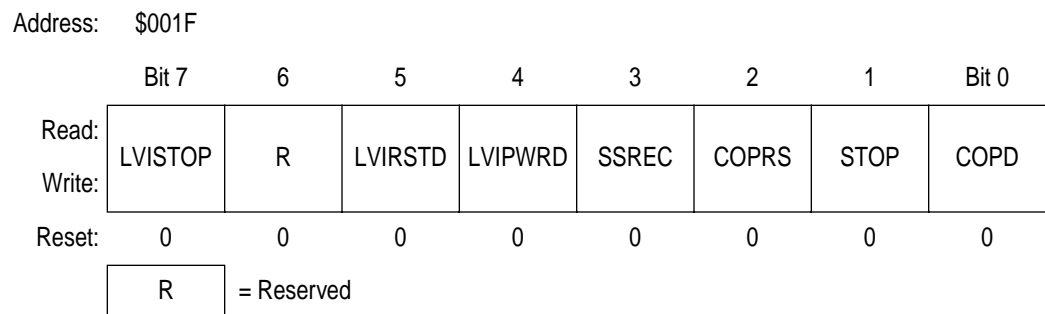 Address: $001F
Bit 7 6 5 4 3 2 1 Bit 0
Read:
LVISTOP R LVIRSTD LVIPWRD SSREC COPRS STOP COPD
Write:
Reset: 0 0 0 0 0 0 0 0
R = Reserved